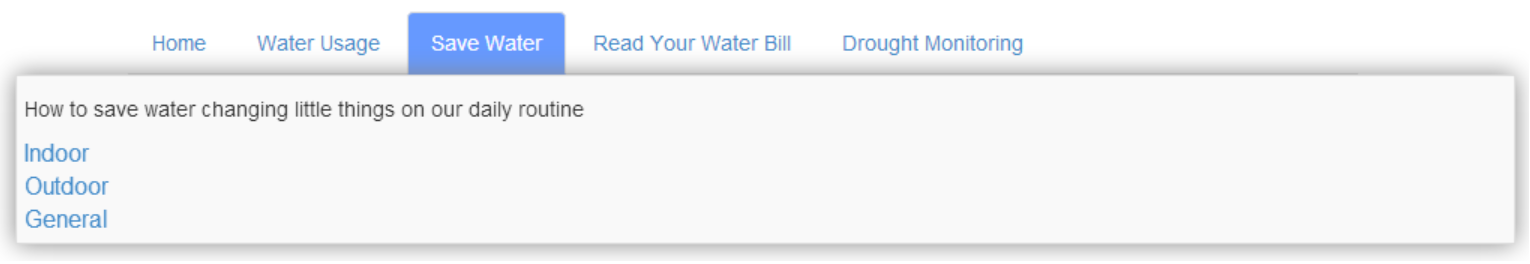 Home Water Usage Save Water Read Your Water Bill Drought Monitoring
How to save water changing little things on our daily routine
Indoor
Outdoor
General